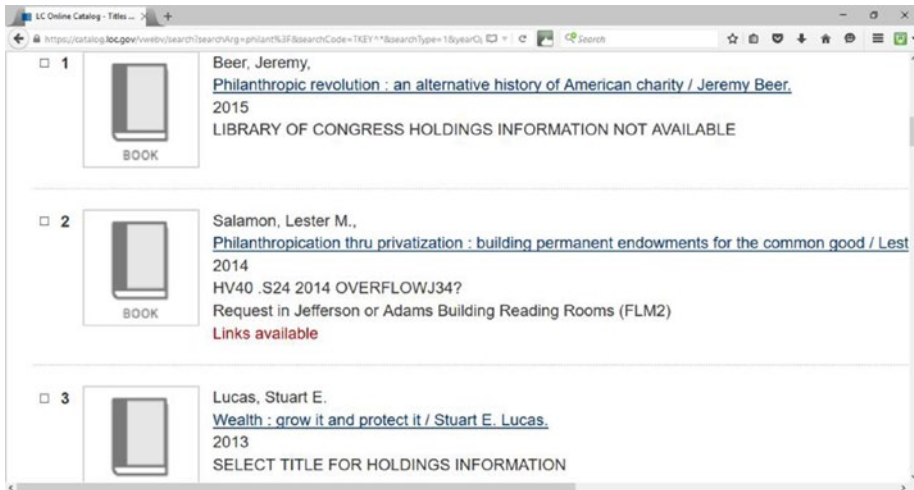 LC Online Catalog - Titles ...
https://catalog.loc.gov/vwebv/search?searchArg=philant%3F&searchCode=TKEY^*&searchType=1&yearO
Search
1
Beer, Jeremy,
Philanthropic revolution : an alternative history of American charity / Jeremy Beer.
2015
LIBRARY OF CONGRESS HOLDINGS INFORMATION NOT AVAILABLE
BOOK
2
Salamon, Lester M.,
Philanthropication thru privatization : building permanent endowments for the common good / Lest
2014
HV40 .S24 2014 OVERFLOWJ34?
Request in Jefferson or Adams Building Reading Rooms (FLM2)
Links available
BOOK
3
Lucas, Stuart E.
Wealth : grow it and protect it / Stuart E. Lucas.
2013
SELECT TITLE FOR HOLDINGS INFORMATION